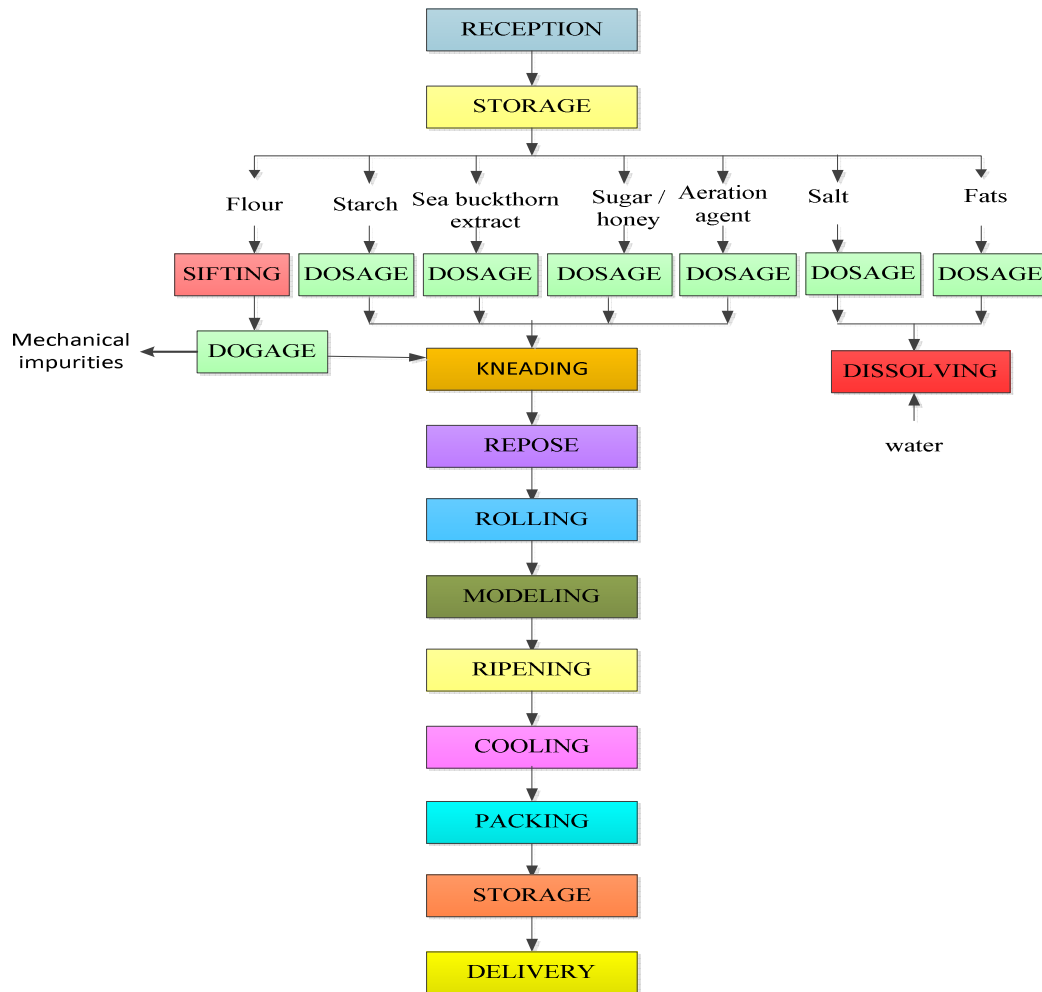 RECEPTION
STORAGE
Flour
Starch
Sea buckthorn
extract
Sugar /
honey
Aeration
agent
Salt
Fats
SIFTING
DOSAGE
DOSAGE
DOSAGE
DOSAGE
DOSAGE
DOSAGE
Mechanical
impurities
DOGAGE
KNEADING
DISSOLVING
water
REPOSE
ROLLING
MODELING
RIPENING
COOLING
PACKING
STORAGE
DELIVERY